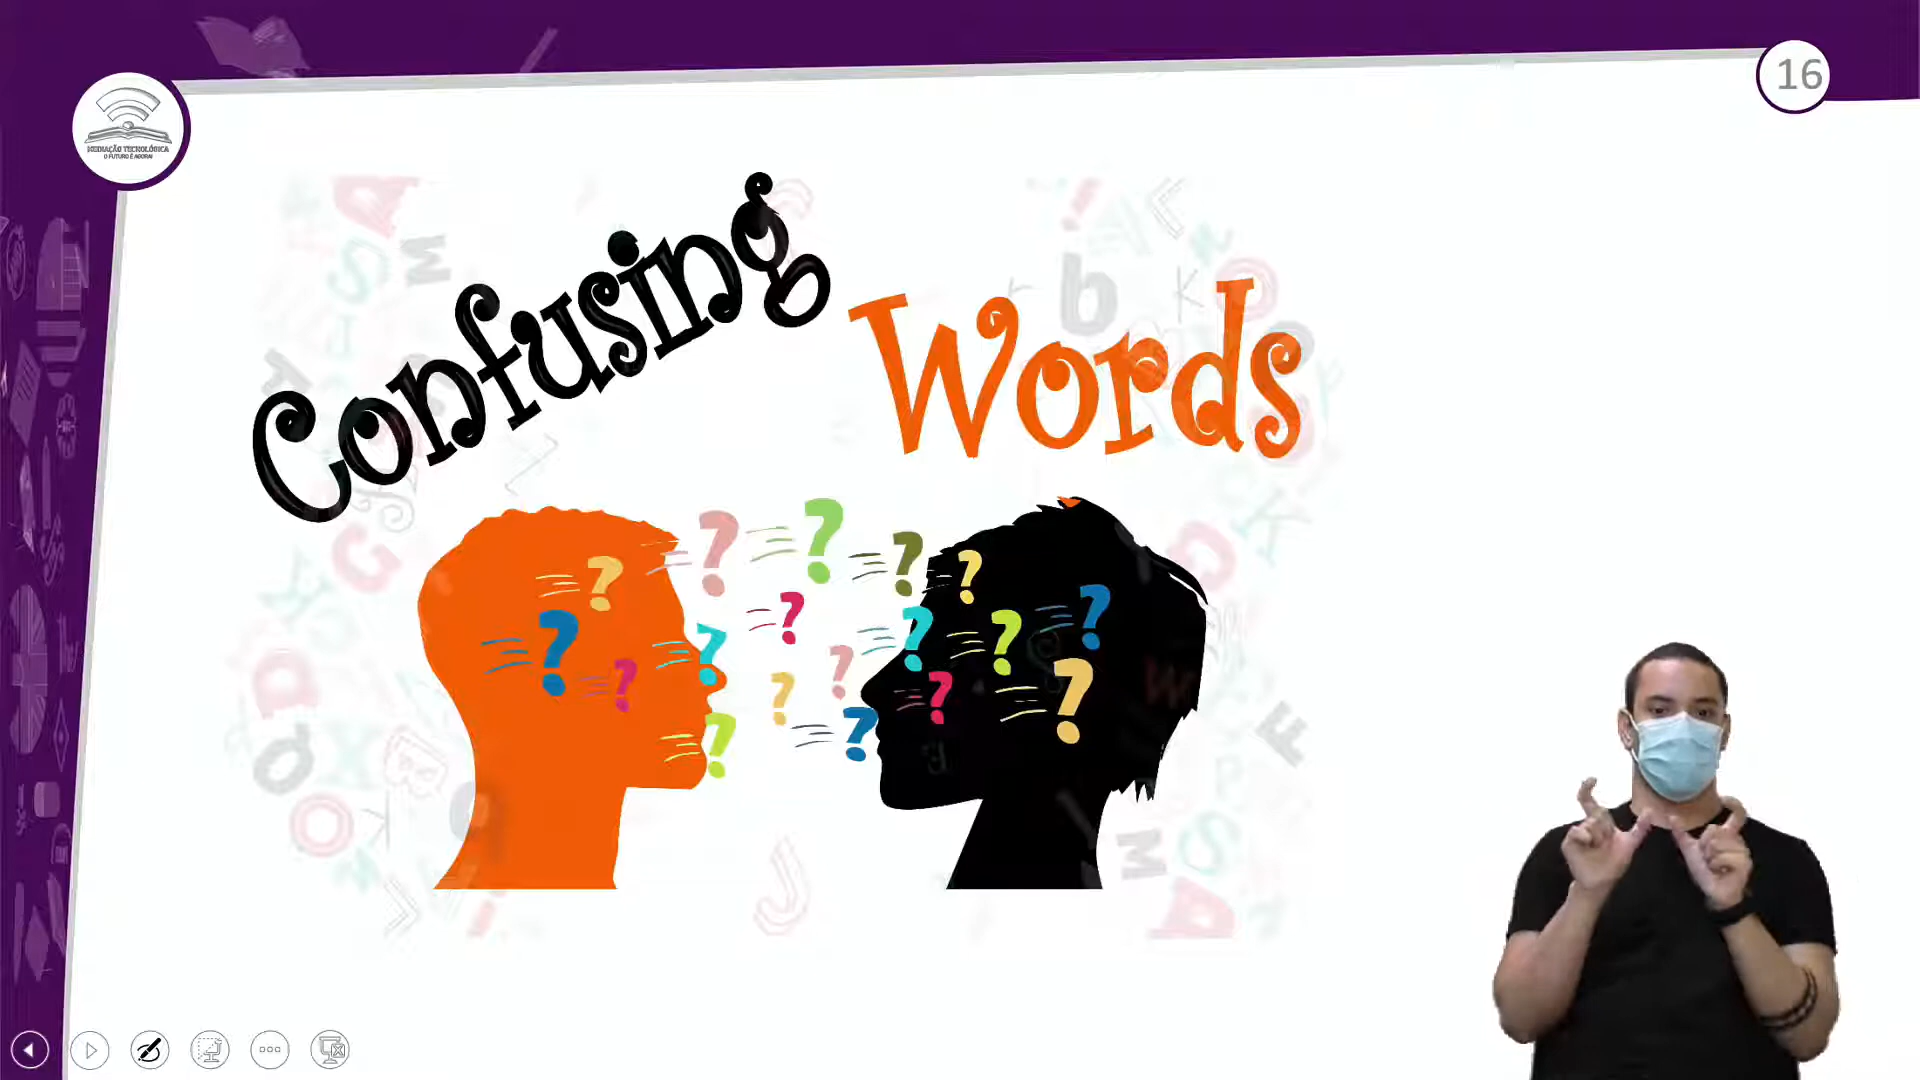 16
MEDIAÇÃO TECNOLÓGICA
O FUTURO É AGORA!
Confusing
Words